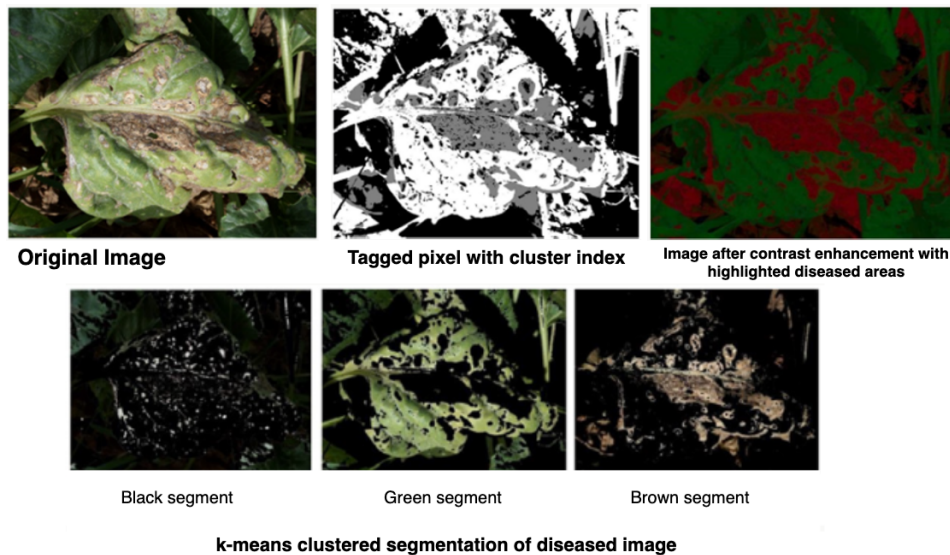 Original Image
Tagged pixel with cluster index
Image after contrast enhancement with
highlighted diseased areas
Black segment
Green segment
Brown segment
k-means clustered segmentation of diseased image